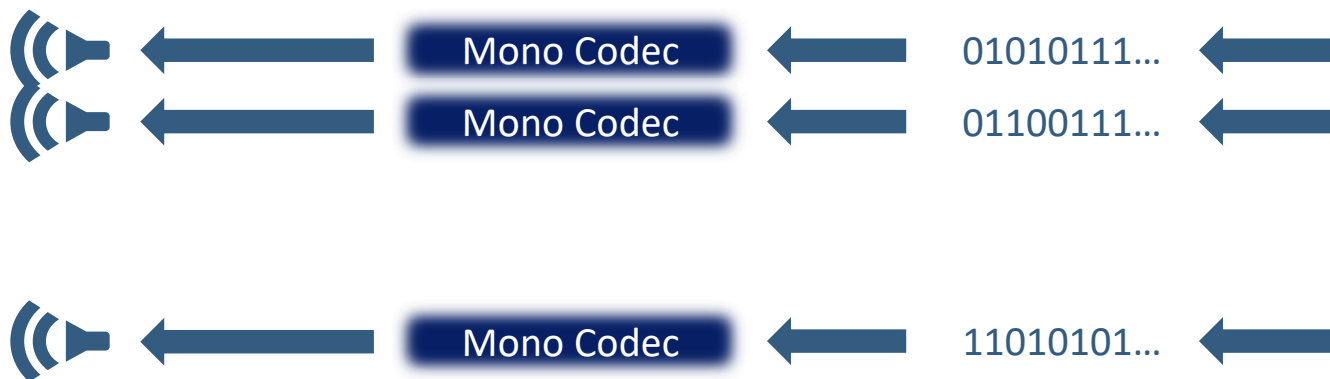 Mono Codec 01010111…
Mono Codec 01100111…
Mono Codec 11010101…